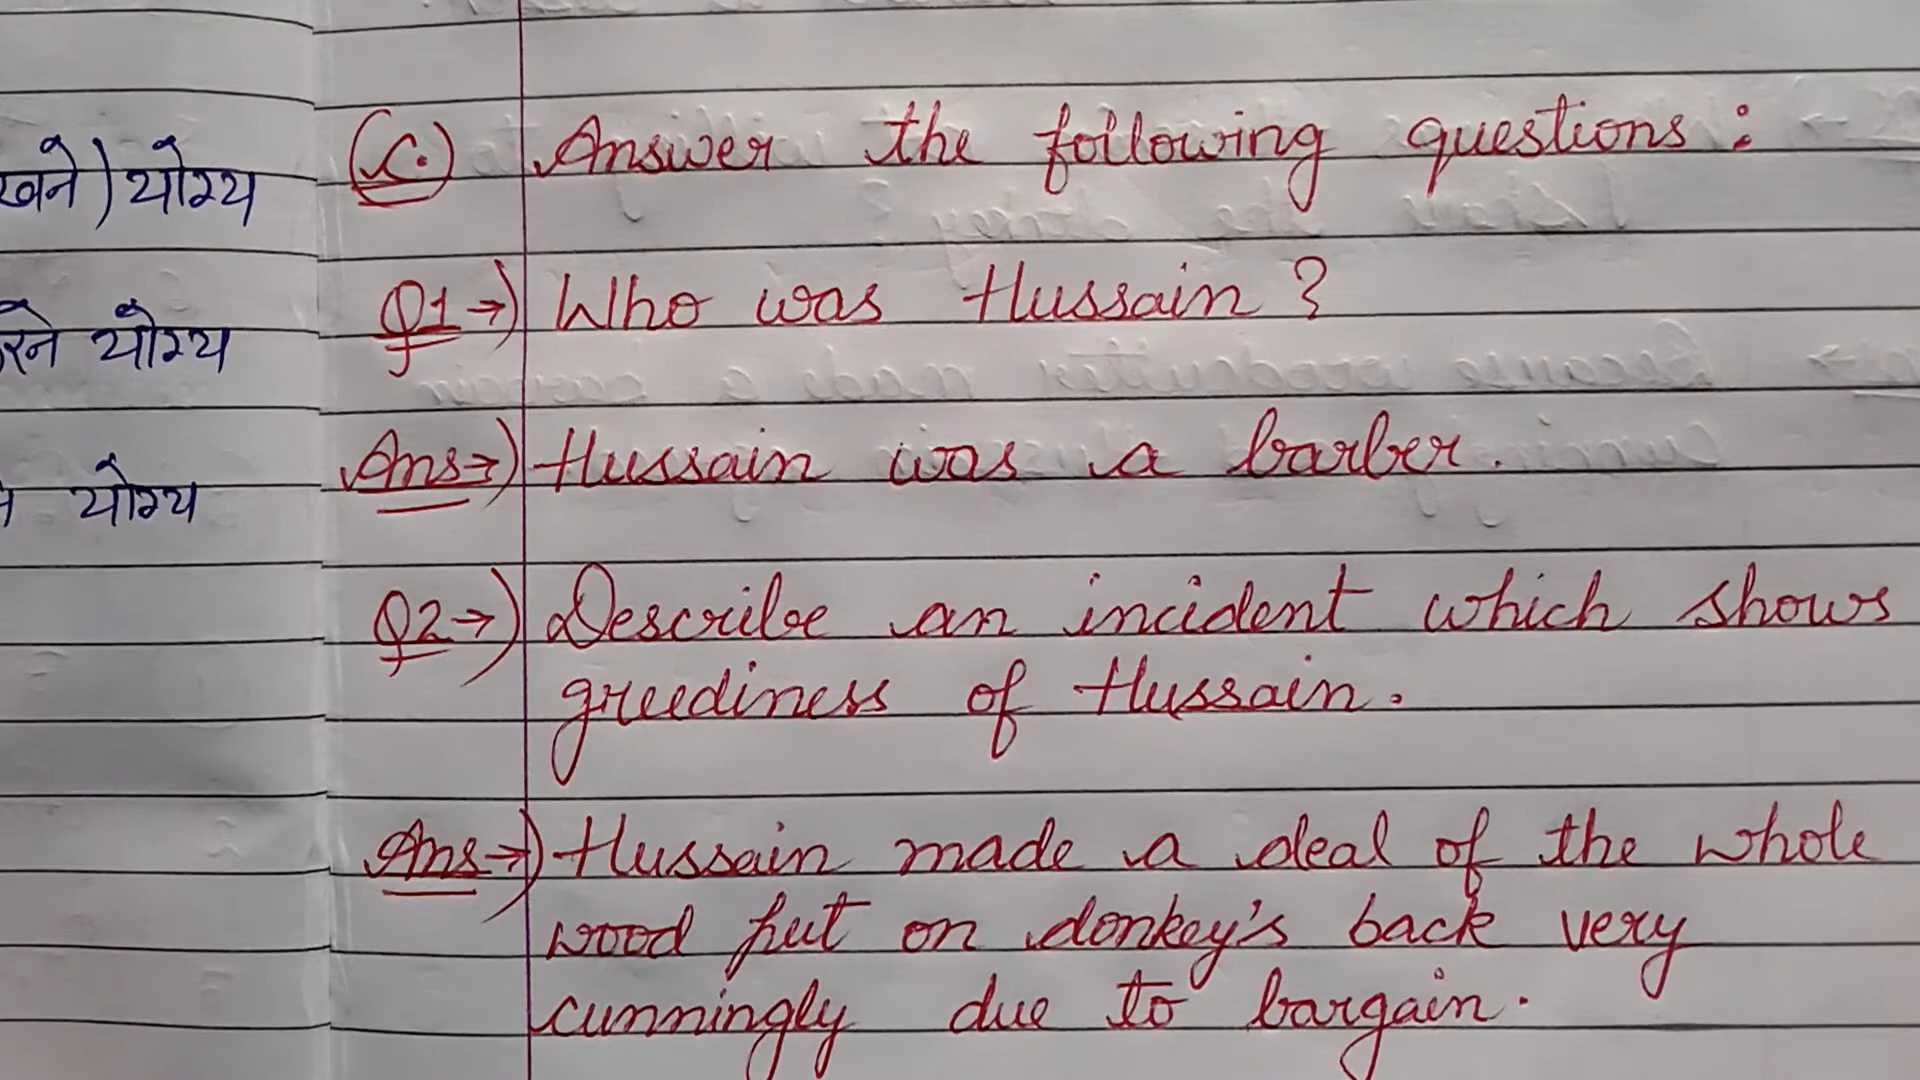 खने) योग्य
रने योग्य
योग्य
(C.) Answer the following questions :
Q1→) Who was Hussain ?
Ans→) Hussain was a barber.
Q2→) Describe an incident which shows
greediness of Hussain.
Ans→) Hussain made a deal of the whole
wood put on donkey's back very
cunningly due to bargain.